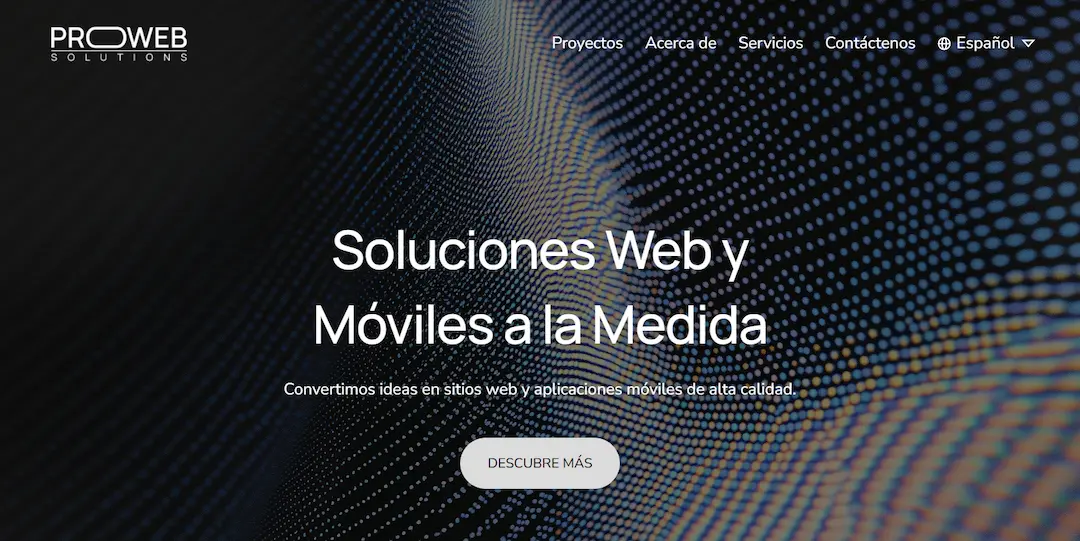 PROWEB
SOLUTIONS
Proyectos Acerca de Servicios Contáctenos Español
Soluciones Web y
Móviles a la Medida
Convertimos ideas en sitios web y aplicaciones móviles de alta calidad.
DESCUBRE MÁS